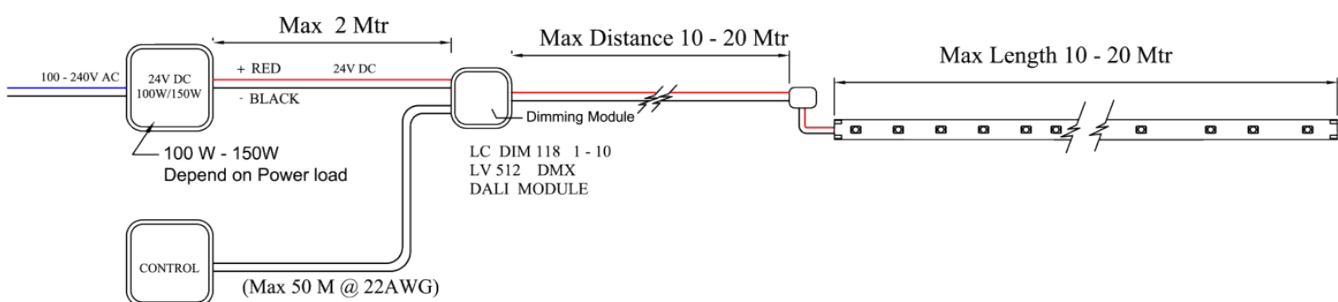 Max 2 Mtr
Max Distance 10 - 20 Mtr
Max Length 10 - 20 Mtr
100 - 240V AC
24V DC
100W/150W
+ RED
24V DC
- BLACK
Dimming Module
100 W - 150W
Depend on Power load
LC DIM 118 1 - 10
LV 512 DMX
DALI MODULE
CONTROL
(Max 50 M @ 22AWG)